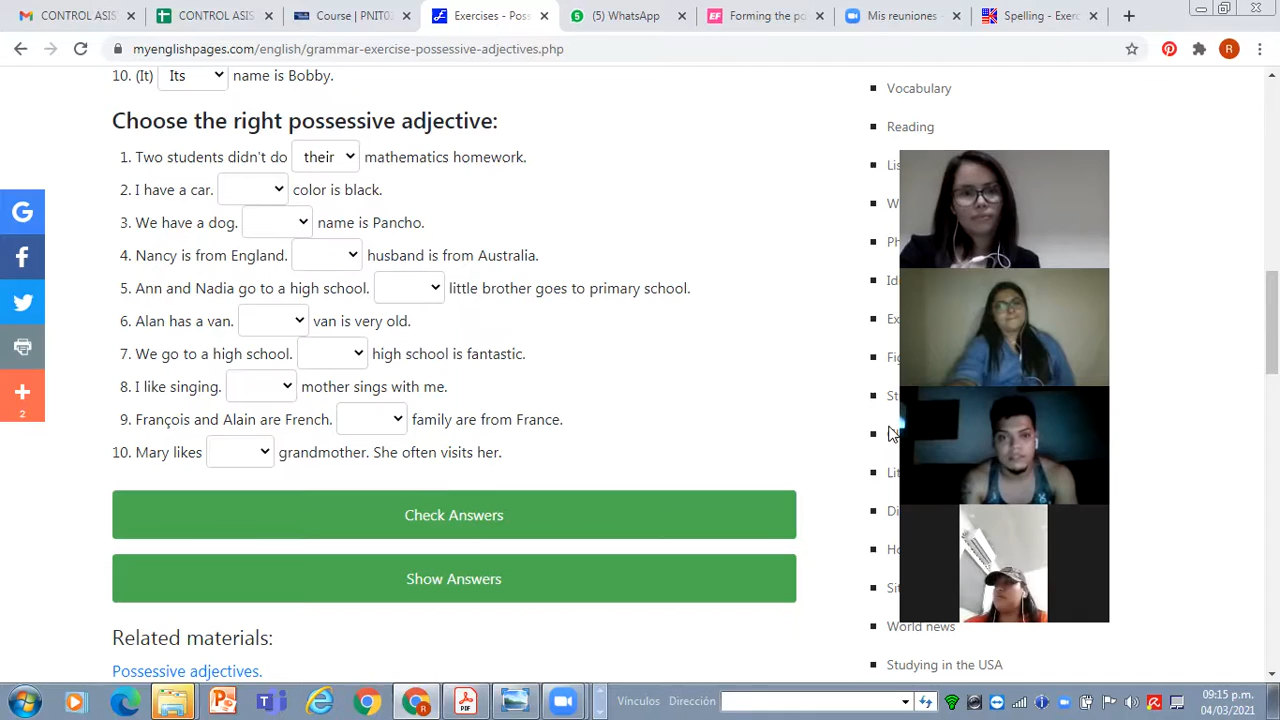 CONTROL ASIS
CONTROL ASIS
Course | PNITO
Exercises - Pos
(5) WhatsApp
EF
Forming the po
Mis reuniones -
Spelling - Exerc
myenglishpages.com/english/grammar-exercise-possessive-adjectives.php
R
10. (It) Its name is Bobby.
Choose the right possessive adjective:
1. Two students didn't do their mathematics homework.
2. I have a car. color is black.
3. We have a dog. name is Pancho.
4. Nancy is from England. husband is from Australia.
5. Ann and Nadia go to a high school. little brother goes to primary school.
6. Alan has a van. van is very old.
7. We go to a high school. high school is fantastic.
8. I like singing. mother sings with me.
9. François and Alain are French. family are from France.
10. Mary likes grandmother. She often visits her.
Check Answers
Show Answers
Related materials:
Possessive adjectives.
2
Vocabulary
Reading
World news
Studying in the USA
Vínculos
Dirección
09:15 p.m.
04/03/2021